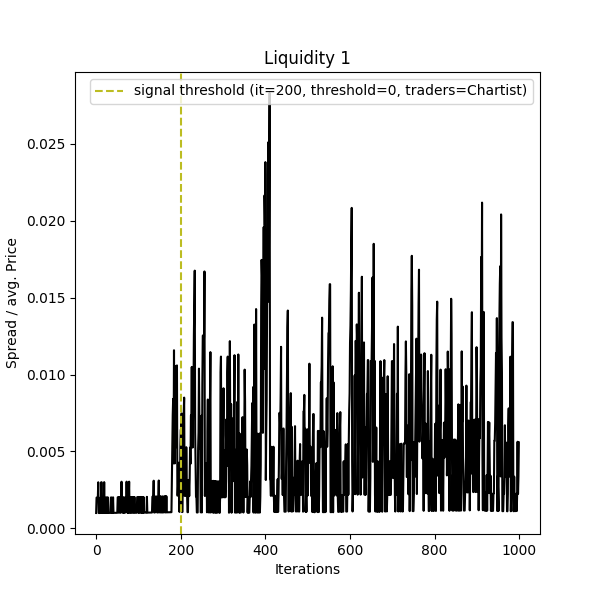 Liquidity 1
signal threshold (it=200, threshold=0, traders=Chartist)
0.025
0.020
0.015
0.010
0.005
0.000
Spread / avg. Price
0 200 400 600 800 1000
Iterations